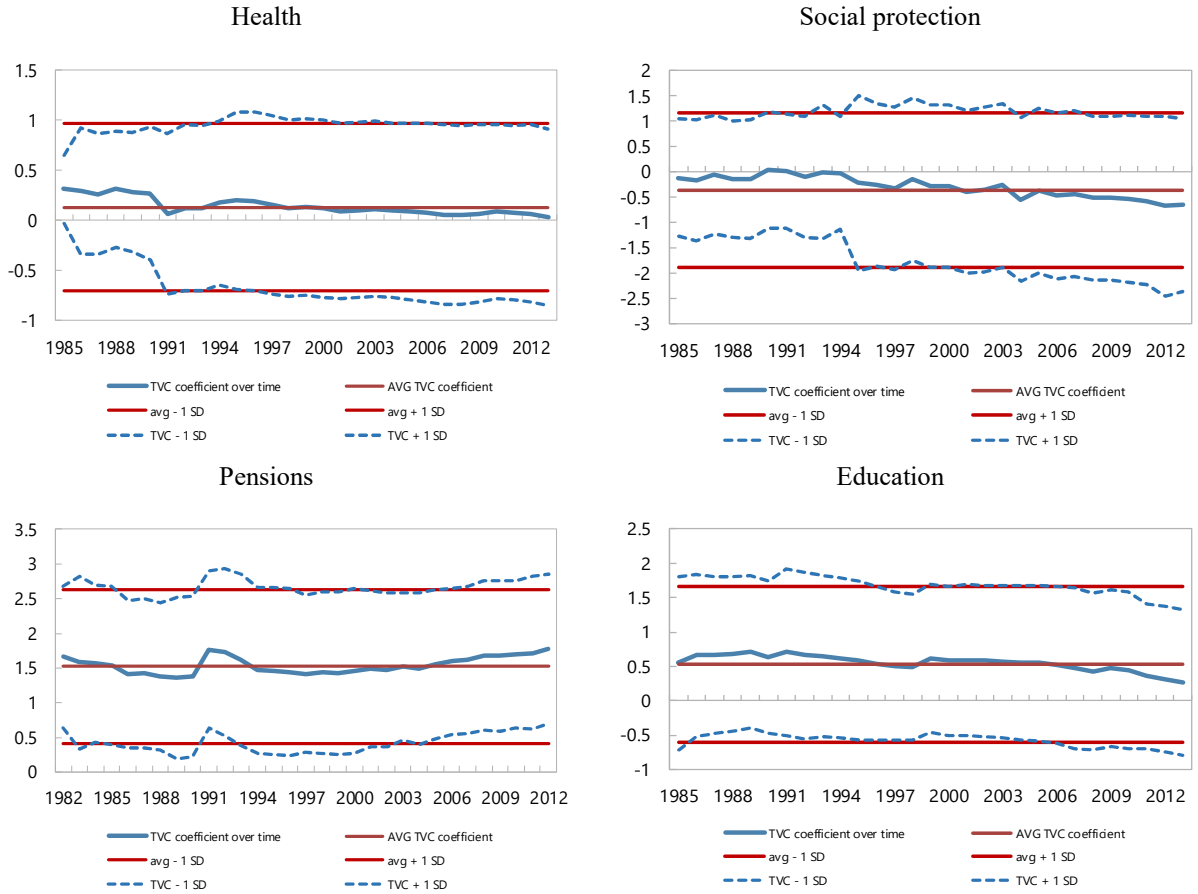 Health
1.5
1
0.5
0
-0.5
-1
1985 1988 1991 1994 1997 2000 2003 2006 2009 2012
TVC coefficient over time AVG TVC coefficient
avg - 1 SD avg + 1 SD
TVC - 1 SD TVC + 1 SD
Social protection
2
1.5
1
0.5
0
-0.5
-1
-1.5
-2
-2.5
-3
1985 1988 1991 1994 1997 2000 2003 2006 2009 2012
TVC coefficient over time AVG TVC coefficient
avg - 1 SD avg + 1 SD
TVC - 1 SD TVC + 1 SD
Pensions
3.5
3
2.5
2
1.5
1
0.5
0
1982 1985 1988 1991 1994 1997 2000 2003 2006 2009 2012
TVC coefficient over time AVG TVC coefficient
avg - 1 SD avg + 1 SD
TVC - 1 SD TVC + 1 SD
Education
2.5
2
1.5
1
0.5
0
-0.5
-1
1985 1988 1991 1994 1997 2000 2003 2006 2009 2012
TVC coefficient over time AVG TVC coefficient
avg - 1 SD avg + 1 SD
TVC - 1 SD TVC + 1 SD